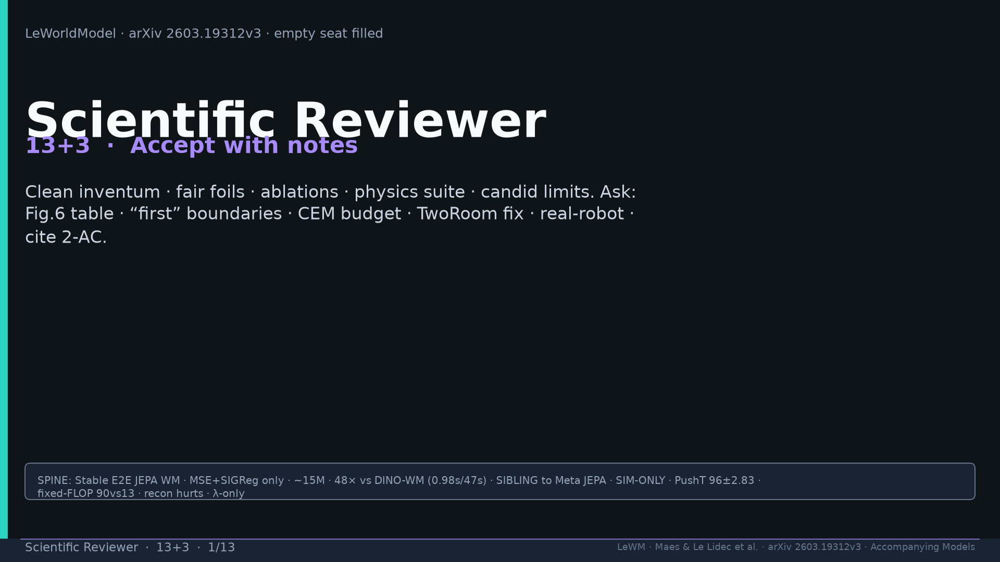 LeWorldModel · arXiv 2603.19312v3 · empty seat filled
Scientific Reviewer
13+3 · Accept with notes
Clean inventum · fair foils · ablations · physics suite · candid limits. Ask:
Fig.6 table · “first” boundaries · CEM budget · TwoRoom fix · real-robot ·
cite 2-AC.
SPINE: Stable E2E JEPA WM · MSE+SIGReg only · ~15M · 48× vs DINO-WM (0.98s/47s) · SIBLING to Meta JEPA · SIM-ONLY · PushT 96±2.83 ·
fixed-FLOP 90vs13 · recon hurts · λ-only
Scientific Reviewer · 13+3 · 1/13
LeWM · Maes & Le Lidec et al. · arXiv 2603.19312v3 · Accompanying Models